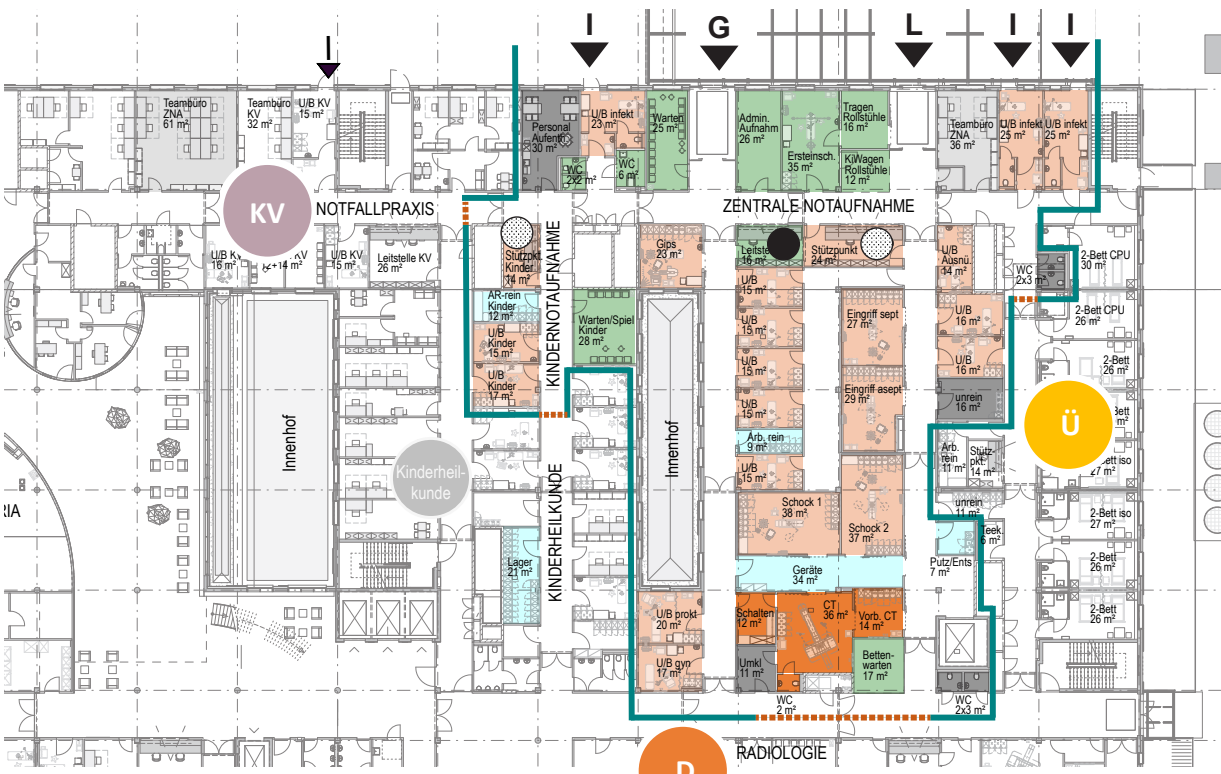 I
I
G
L
I
I
Teambüro
ZNA
61 m²
Teambüro
KV
32 m²
U/B KV
15 m²
Personal
Aufenth.
30 m²
U/B infekt
23 m²
WC
2x2 m²
WC
6 m²
Warten
25 m²
Admin.
Aufnahm
26 m²
Ersteinsch.
35 m²
Tragen
Rollstühle
16 m²
KiWagen
Rollstühle
12 m²
Teambüro
ZNA
36 m²
U/B infekt
25 m²
U/B infekt
25 m²
KV
NOTFALLPRAXIS
ZENTRALE NOTAUFNAHME
KINDERNOTAUFNAHME
16 m²
2+14 m²
KV
U/B KV
15 m²
Leitstelle KV
26 m²
Stützpkt.
Kinder
14 m²
AR-rein
Kinder
12 m²
U/B
Kinder
15 m²
U/B
Kinder
17 m²
Warten/Spiel
Kinder
28 m²
Gips
23 m²
Leitstelle
16 m²
Stützpunkt
24 m²
U/B
Ausnü.
14 m²
WC
2x3 m²
2-Bett CPU
30 m²
2-Bett CPU
26 m²
U/B
15 m²
U/B
15 m²
U/B
15 m²
U/B
15 m²
Arb. rein
9 m²
U/B
15 m²
Eingriff sept
27 m²
Eingriff asept
29 m²
U/B
16 m²
U/B
16 m²
unrein
16 m²
2-Bett
26 m²
Bett
m²
Bett iso
27 m²
2-Bett iso
27 m²
2-Bett
26 m²
2-Bett
26 m²
Ü
Arb.
rein
11 m²
Stütz-
pkt.
14 m²
unrein
11 m²
Teek.
6 m²
Putz/Ents
7 m²
Innenhof
Innenhof
Kinderheil-
kunde
KINDERHEILKUNDE
Lager
21 m²
RIA
Schock 1
38 m²
Schock 2
37 m²
Geräte
34 m²
U/B prokt
20 m²
U/B gyn
17 m²
Schalten
12 m²
CT
36 m²
Vorb. CT
14 m²
Umkl
11 m²
Betten-
warten
17 m²
WC
2 m²
WC
2x3 m²
D
RADIOLOGIE